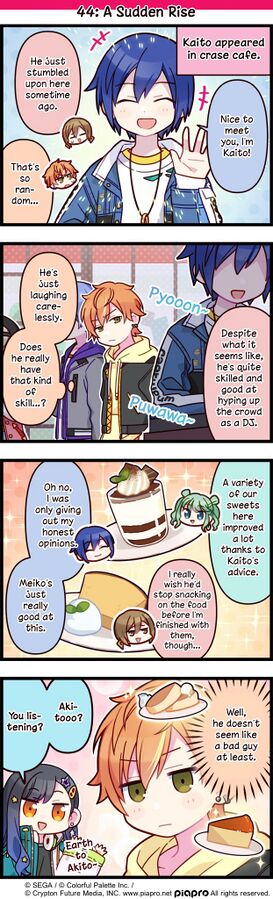 44: A Sudden Rise
Kaito appeared
in crase cafe.
He just
stumbled
upon here
sometime
ago.
Nice to
meet
you, I'm
Kaito!
That's
so
ran-
dom...
He's
just
laughing
care-
lessly.
Does
he really
have
that kind
of
skill...?
Pyooon~
Puwawa~
Despite
what it
seems like,
he's quite
skilled and
good at
hyping up
the crowd
as a DJ.
A variety
of our
sweets
here
improved
a lot
thanks to
Kaito's
advice.
Oh no,
I was
only giving
out my
honest
opinions.
Meiko's
just
really
good at
this.
I really
wish he'd
stop snacking
on the food
before I'm
finished with
them,
though...
Well,
he doesn't
seem like
a bad guy
at least.
Aki-
tooo?
You lis-
tening?
Earth
to
Akito~
© SEGA / © Colorful Palette Inc. /
© Crypton Future Media, INC. www.piapro.net piapro All rights reserved.